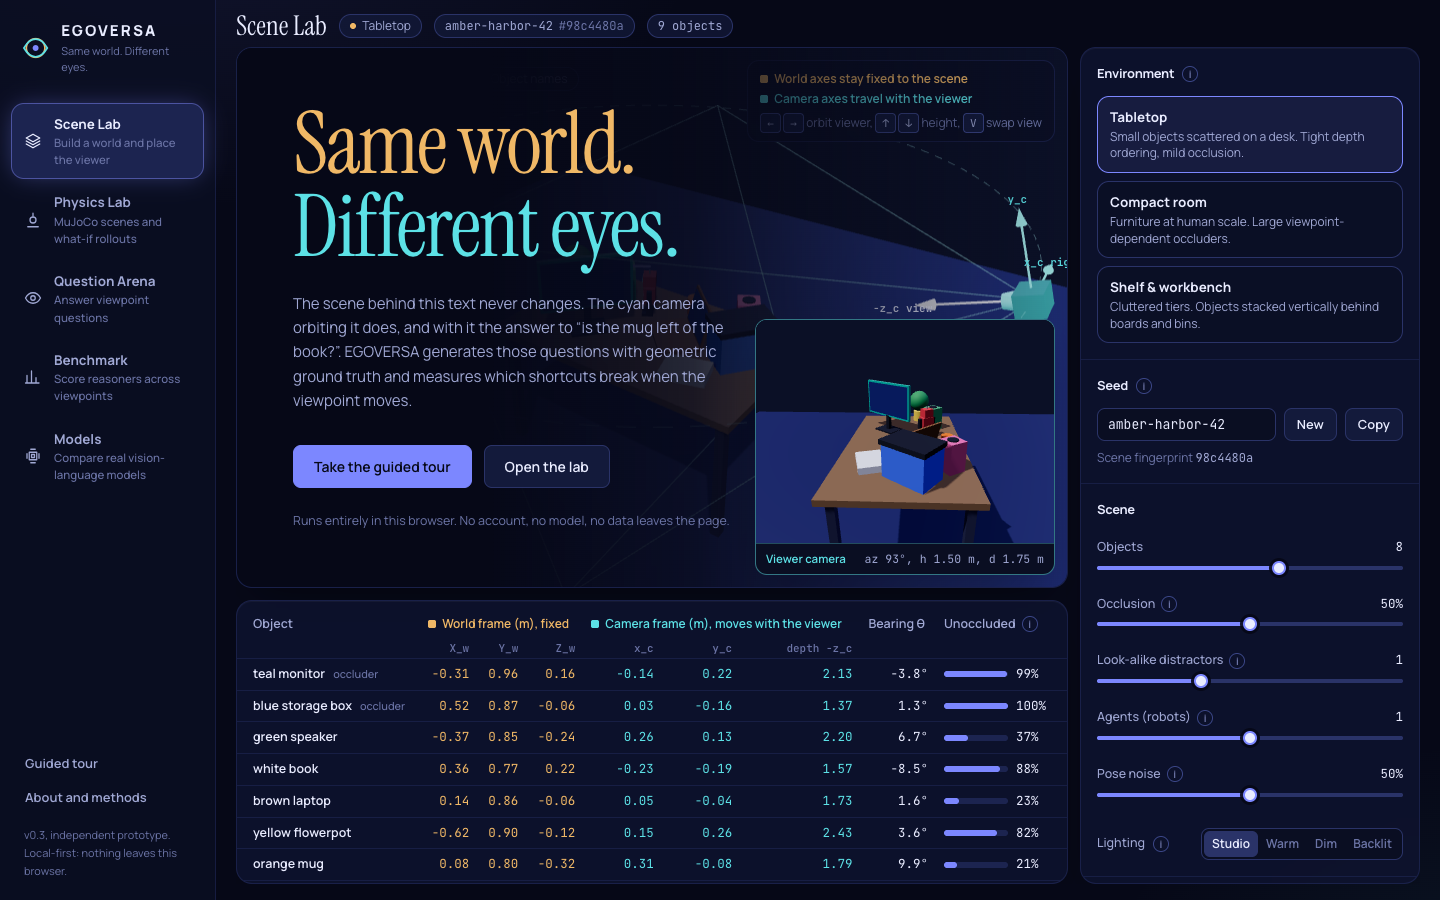 EGOVERSA
Same world. Different
eyes.
Scene Lab
Build a world and place
the viewer
Physics Lab
MuJoCo scenes and
what-if rollouts
Question Arena
Answer viewpoint
questions
Benchmark
Score reasoners across
viewpoints
Models
Compare real vision-
language models
Guided tour
About and methods
v0.3, independent prototype.
Local-first: nothing leaves this
browser.
Scene Lab
Tabletop
amber-harbor-42 #98c4480a
9 objects
World axes stay fixed to the scene
Camera axes travel with the viewer
← → orbit viewer, ↑ ↓ height, V swap view
Same world.
Different eyes.
The scene behind this text never changes. The cyan camera
orbiting it does, and with it the answer to “is the mug left of the
book?”. EGOVERSA generates those questions with geometric
ground truth and measures which shortcuts break when the
viewpoint moves.
Take the guided tour
Open the lab
Runs entirely in this browser. No account, no model, no data leaves the page.
y_c
x_c rig
-z_c view
Viewer camera az 93°, h 1.50 m, d 1.75 m
Object World frame (m), fixed Camera frame (m), moves with the viewer Bearing Θ Unoccluded
X_w Y_w Z_w x_c y_c depth -z_c
teal monitor occluder -0.31 0.96 0.16 -0.14 0.22 2.13 -3.8° 99%
blue storage box occluder 0.52 0.87 -0.06 0.03 -0.16 1.37 1.3° 100%
green speaker -0.37 0.85 -0.24 0.26 0.13 2.20 6.7° 37%
white book 0.36 0.77 0.22 -0.23 -0.19 1.57 -8.5° 88%
brown laptop 0.14 0.86 -0.06 0.05 -0.04 1.73 1.6° 23%
yellow flowerpot -0.62 0.90 -0.12 0.15 0.26 2.43 3.6° 82%
orange mug 0.08 0.80 -0.32 0.31 -0.08 1.79 9.9° 21%
Environment
Tabletop
Small objects scattered on a desk. Tight depth
ordering, mild occlusion.
Compact room
Furniture at human scale. Large viewpoint-
dependent occluders.
Shelf & workbench
Cluttered tiers. Objects stacked vertically behind
boards and bins.
Seed
amber-harbor-42
New
Copy
Scene fingerprint 98c4480a
Scene
Objects 8
Occlusion 50%
Look-alike distractors 1
Agents (robots) 1
Pose noise 50%
Lighting Studio Warm Dim Backlit